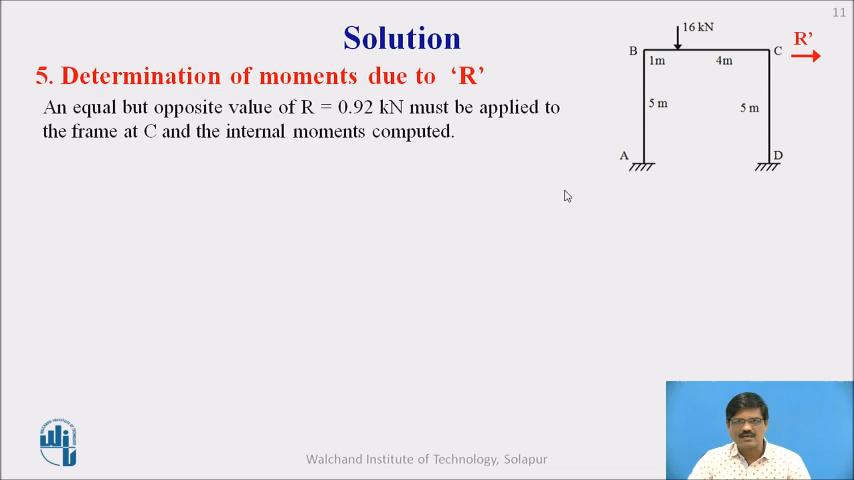 11
Solution
5. Determination of moments due to ‘R’
An equal but opposite value of R = 0.92 kN must be applied to
the frame at C and the internal moments computed.
16 kN
R’
B
C
1m
4m
5 m
5 m
A
D
Walchand Institute of Technology, Solapur